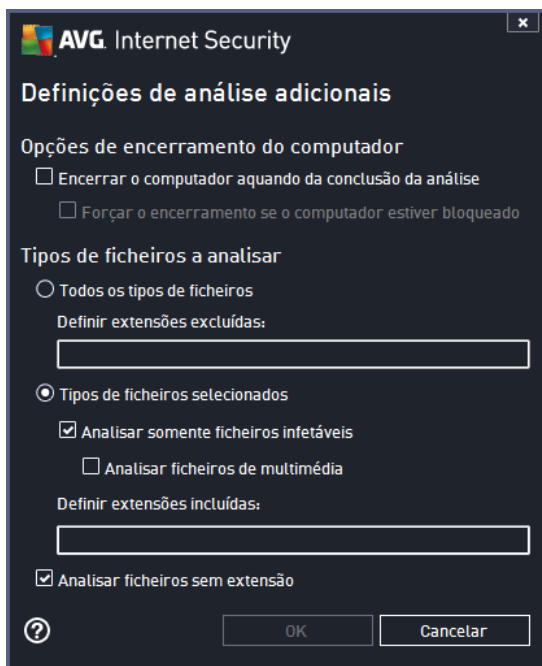 AVG. Internet Security
Definições de análise adicionais
Opções de encerramento do computador
Encerrar o computador aquando da conclusão da análise
Forçar o encerramento se o computador estiver bloqueado
Tipos de ficheiros a analisar
Todos os tipos de ficheiros
Definir extensões excluídas:
Tipos de ficheiros selecionados
Analisar somente ficheiros infetáveis
Analisar ficheiros de multimédia
Definir extensões incluídas:
Analisar ficheiros sem extensão
OK Cancelar